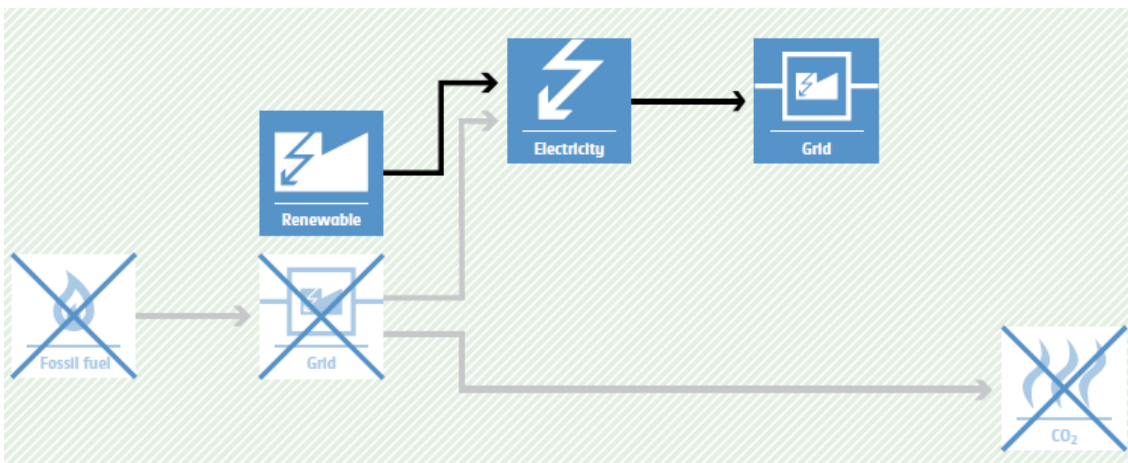 Electricity
Grid
Renewable
Fossil fuel
Grid
CO₂